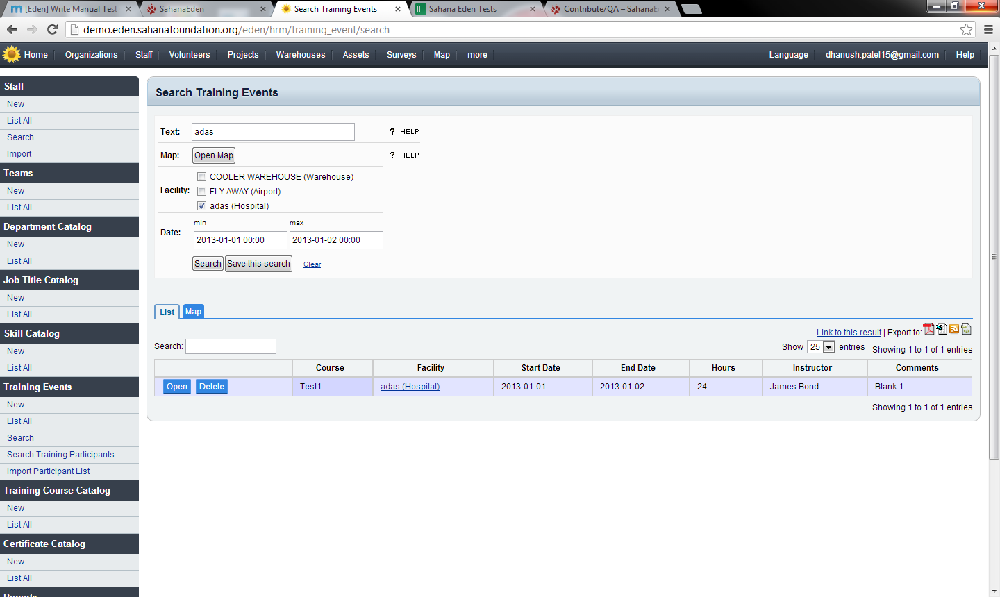 [Eden] Write Manual Test
SahanaEden
Search Training Events
Sahana Eden Tests
Contribute/QA – SahanaE
demo.eden.sahanafoundation.org/eden/hrm/training_event/search
Home Organizations Staff Volunteers Projects Warehouses Assets Surveys Map more Language dhanush.patel15@gmail.com Help
Staff
New
List All
Search
Import
Teams
New
List All
Department Catalog
New
List All
Job Title Catalog
New
List All
Skill Catalog
New
List All
Training Events
New
List All
Search
Search Training Participants
Import Participant List
Training Course Catalog
New
List All
Certificate Catalog
New
List All
Reports
Search Training Events
Text: adas ? HELP
Map: Open Map ? HELP
Facility:
COOLER WAREHOUSE (Warehouse)
FLY AWAY (Airport)
adas (Hospital)
min max
Date: 2013-01-01 00:00 2013-01-02 00:00
Search Save this search Clear
List Map
Link to this result | Export to:
Search: Show 25 entries Showing 1 to 1 of 1 entries
Course Facility Start Date End Date Hours Instructor Comments
Open Delete Test1 adas (Hospital) 2013-01-01 2013-01-02 24 James Bond Blank 1
Showing 1 to 1 of 1 entries